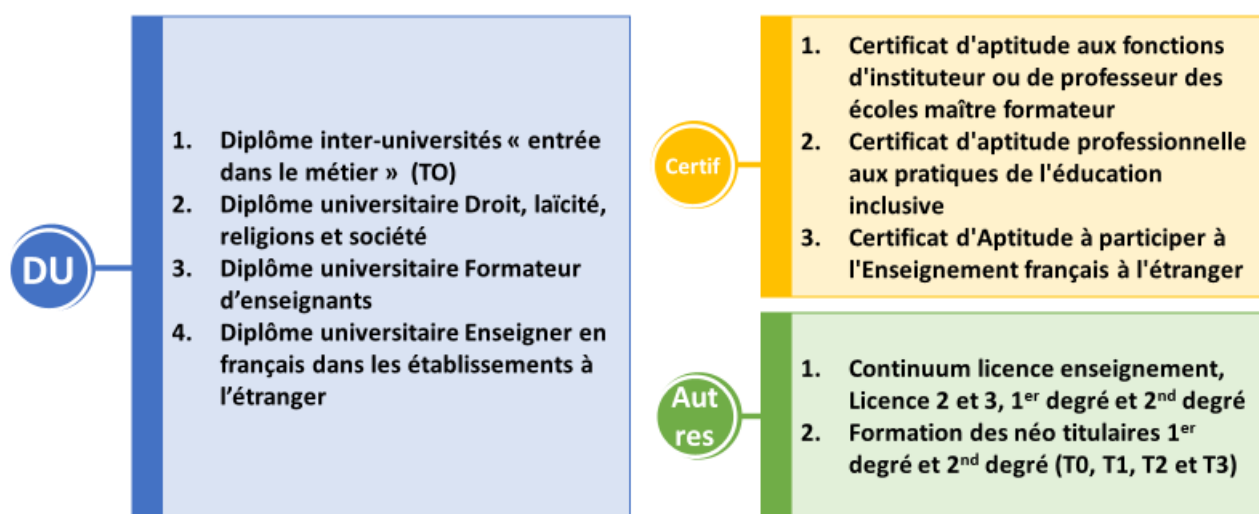 DU
1. Diplôme inter-universités « entrée
dans le métier » (TO)
2. Diplôme universitaire Droit, laïcité,
religions et société
3. Diplôme universitaire Formateur
d’enseignants
4. Diplôme universitaire Enseigner en
français dans les établissements à
l’étranger
Certif
1. Certificat d'aptitude aux fonctions
d'instituteur ou de professeur des
écoles maître formateur
2. Certificat d'aptitude professionnelle
aux pratiques de l'éducation
inclusive
3. Certificat d'Aptitude à participer à
l'Enseignement français à l'étranger
Aut
res
1. Continuum licence enseignement,
Licence 2 et 3, 1er degré et 2nd degré
2. Formation des néo titulaires 1er
degré et 2nd degré (T0, T1, T2 et T3)